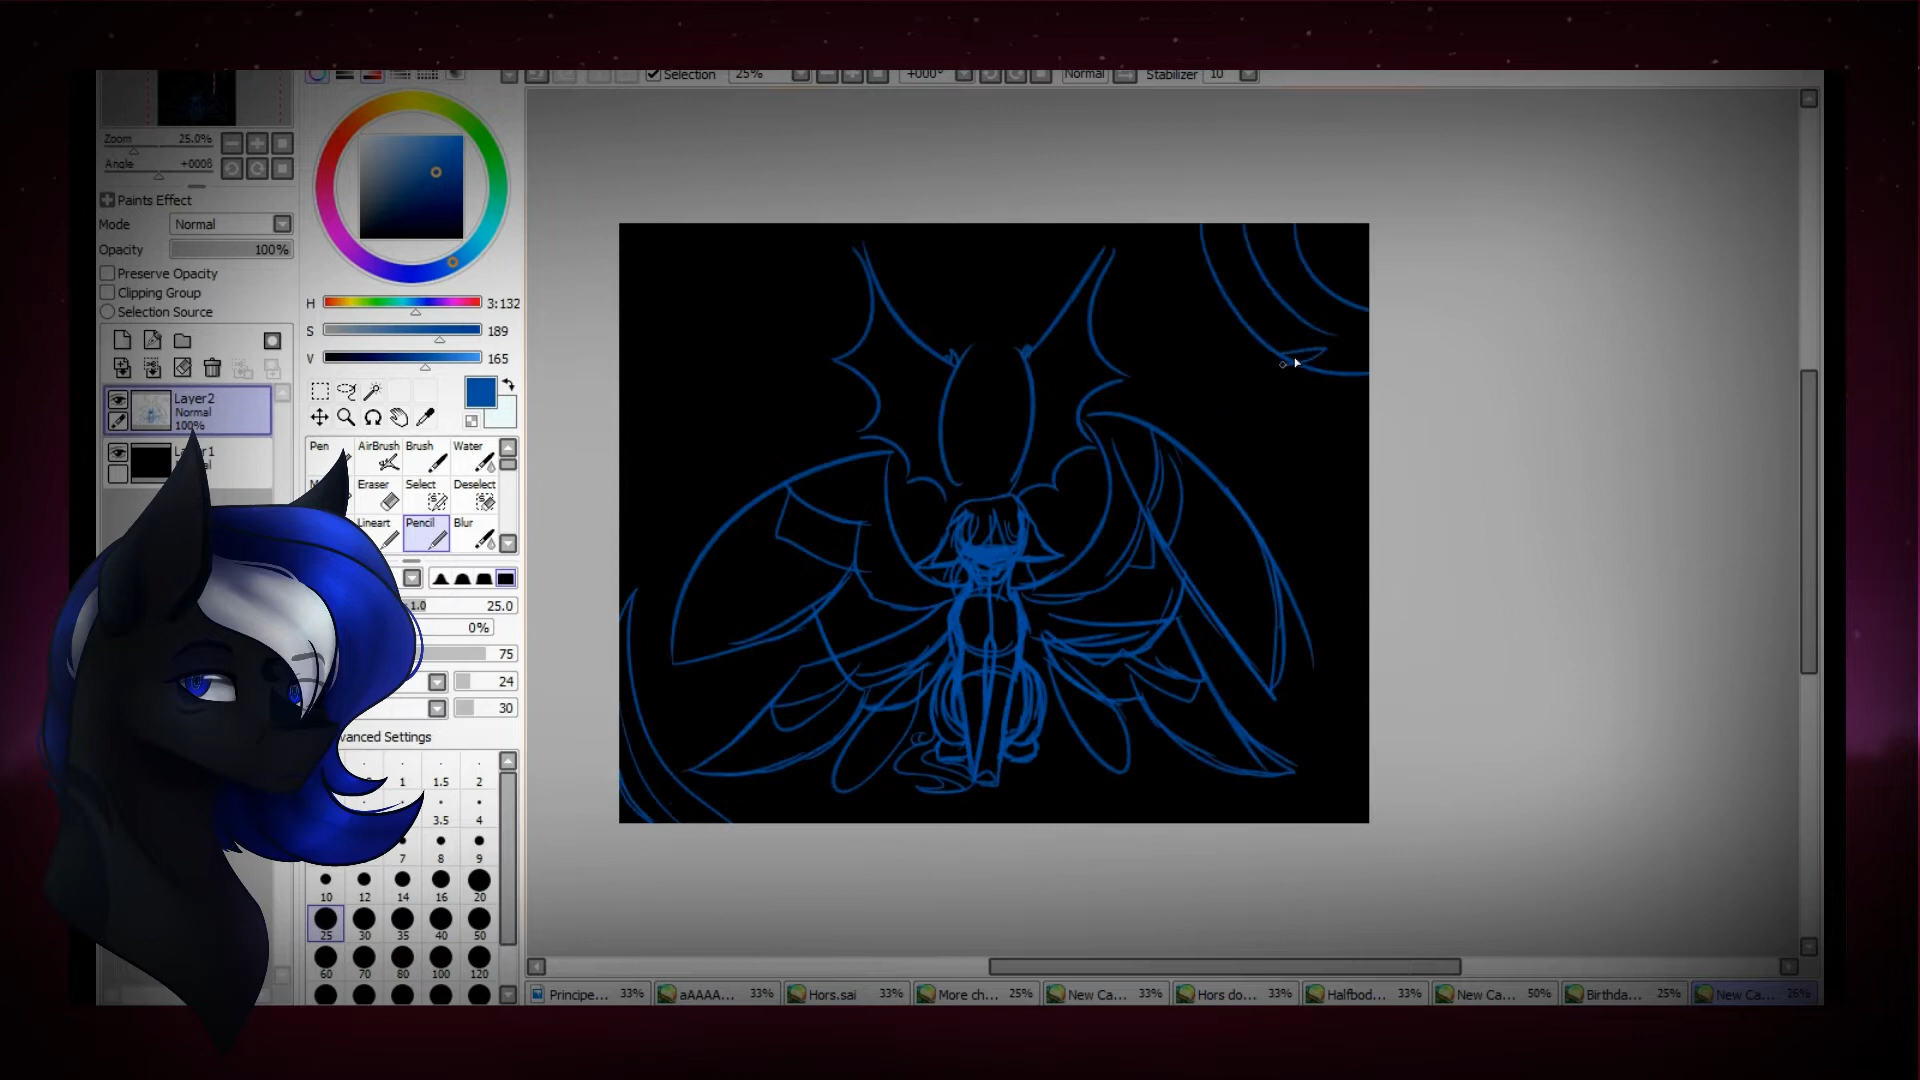 Selection 25% +000° Normal Stabilizer 10
Zoom 25.0%
Angle +0008
Paints Effect
Mode Normal
Opacity 100%
Preserve Opacity
Clipping Group
Selection Source
Layer2
Normal
100%
H 3:132
S 189
V 165
Pen AirBrush Brush Water
Eraser Select Deselect
Lineart Pencil Blur
1.0 25.0
0%
75
24
30
vanced Settings
1 1.5 2
3.5 4
7 8 9
10 12 14 16 20
25 30 35 40 50
60 70 80 100 120
Principe... 33% aAAAA... 33% Hors.sai 33% More ch... 25% New Ca... 33% Hors do... 33% Halfbod... 33% New Ca... 50% Birthda... 25% New Ca... 26%